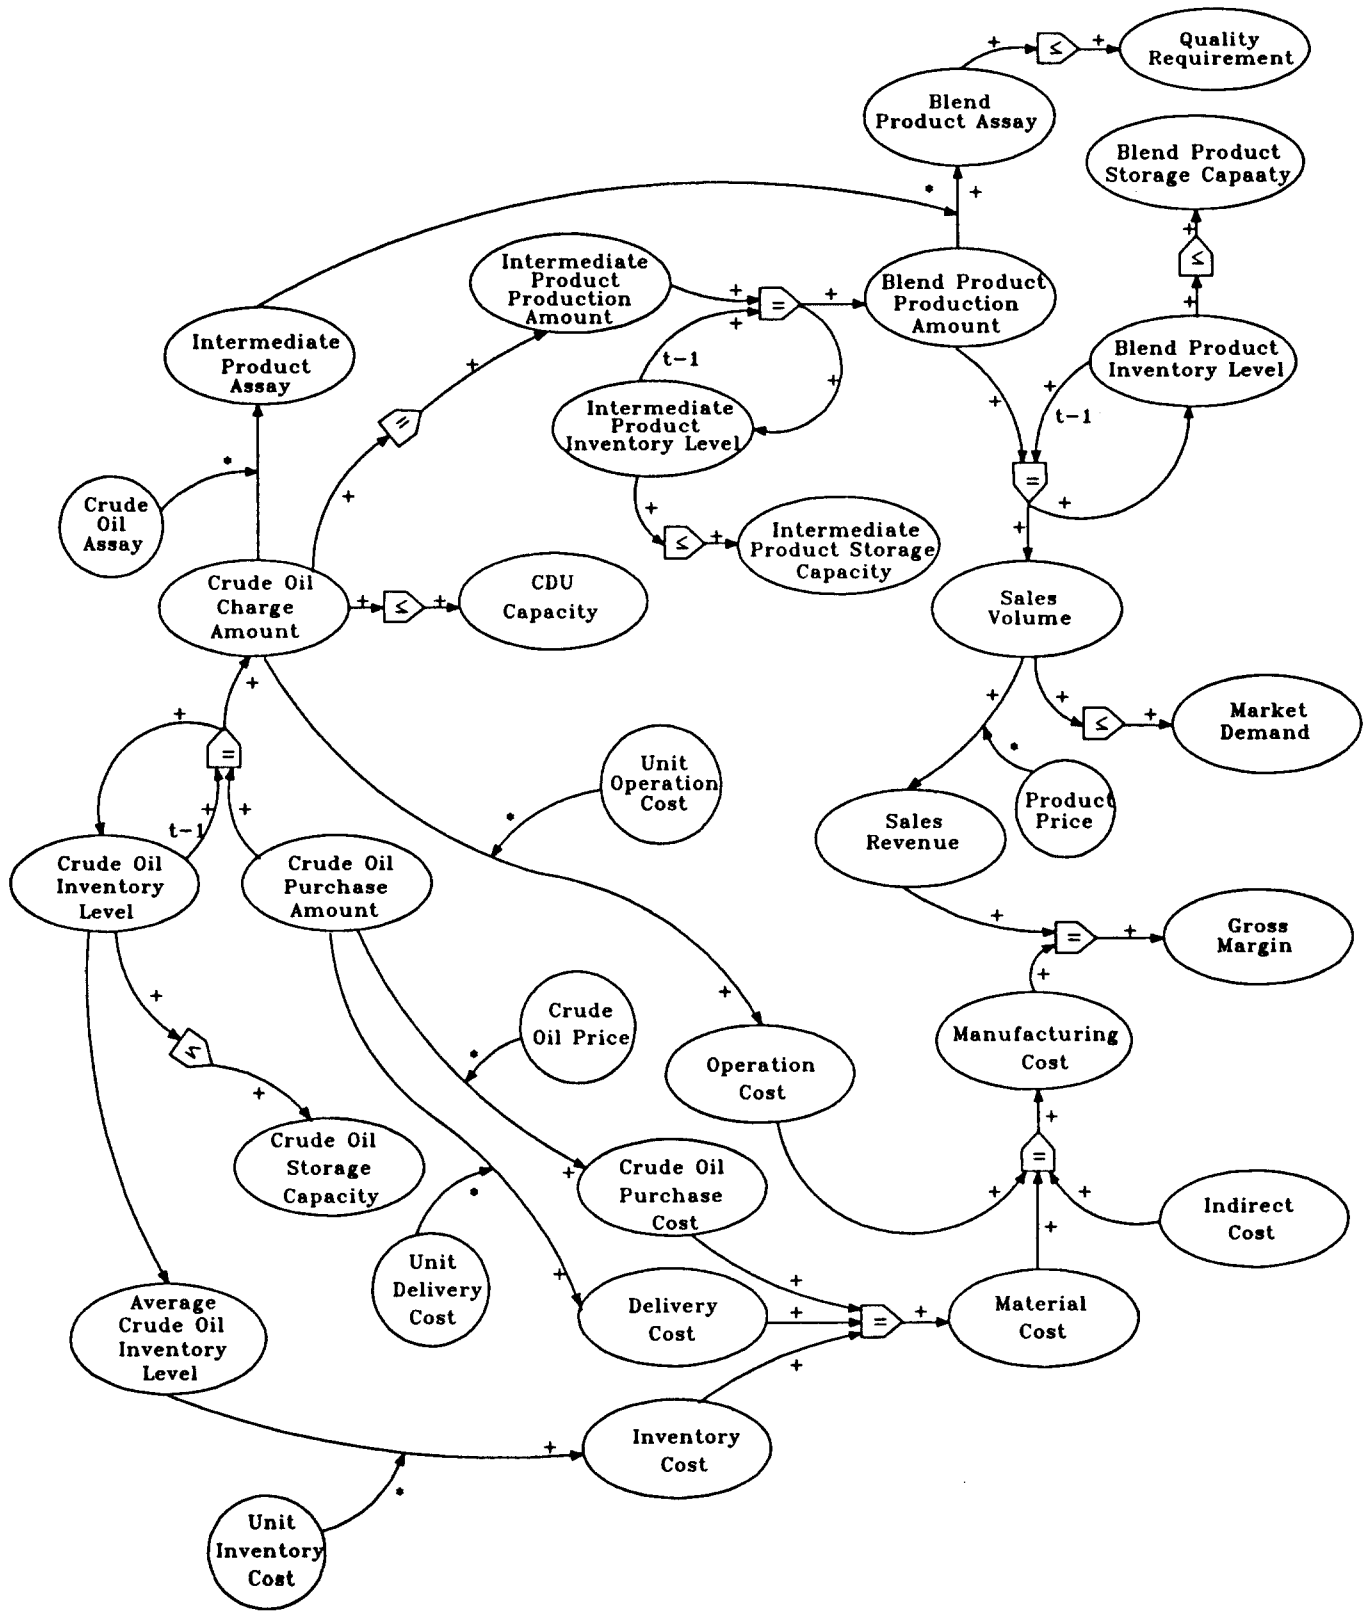 Quality
Requirement
+
≤
+
Blend
Product Assay
Blend Product
Storage Capaaty
*
+
+
≤
+
Intermediate
Product
Production
Amount
+
=
+
+
Blend Product
Production
Amount
Intermediate
Product
Assay
+
t-1
+
Blend Product
Inventory Level
+
t-1
+
Intermediate
Product
Inventory Level
=
+
*
+
=
+
+
Crude
Oil
Assay
+
≤
+
Intermediate
Product Storage
Capacity
Crude Oil
Charge
Amount
+
≤
+
CDU
Capacity
Sales
Volume
+
+
+
≤
+
Market
Demand
+
=
*
Unit
Operation
Cost
*
Product
Price
t-1
+
+
Sales
Revenue
Crude Oil
Inventory
Level
Crude Oil
Purchase
Amount
+
=
+
Gross
Margin
+
+
+
Crude
Oil Price
*
Manufacturing
Cost
≤
+
Operation
Cost
+
=
Crude Oil
Storage
Capacity
+
Crude Oil
Purchase
Cost
*
+
+
+
Indirect
Cost
Unit
Delivery
Cost
+
+
Delivery
Cost
+
=
+
Material
Cost
Average
Crude Oil
Inventory
Level
+
+
Inventory
Cost
*
Unit
Inventory
Cost